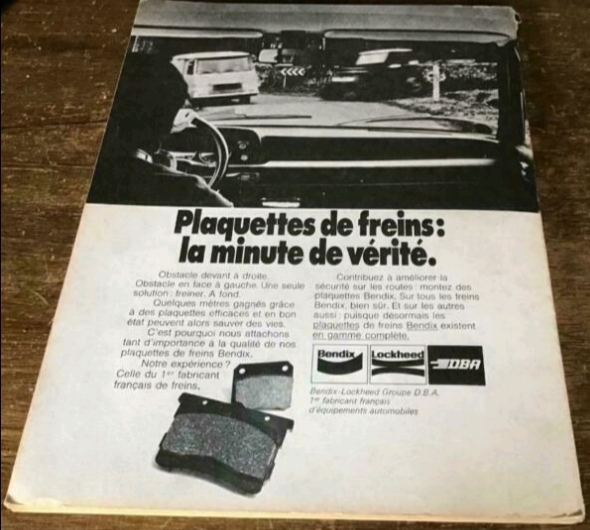 Plaquettes de freins:
la minute de vérité.
Obstacle devant à droite.
Obstacle en face à gauche. Une seule
solution: freiner. A fond.
Quelques mètres gagnés grâce
à des plaquettes efficaces et en bon
état peuvent alors sauver des vies.
C'est pourquoi nous attachons
tant d'importance à la qualité de nos
plaquettes de freins Bendix.
Notre expérience?
Celle du 1er fabricant
français de freins.
Contribuez à améliorer la
sécurité sur les routes: montez des
plaquettes Bendix. Sur tous les freins
Bendix, bien sûr. Et sur les autres
aussi: puisque désormais les
plaquettes de freins Bendix existent
en gamme complète.
Bendix Lockheed DBA
Bendix-Lockheed Groupe D.B.A.
1er fabricant français
d'équipements automobiles